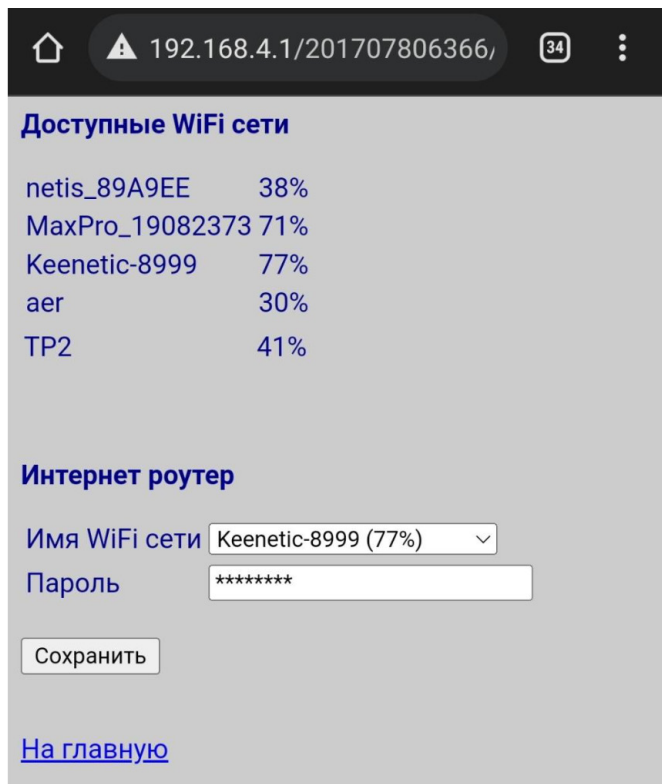 192.168.4.1/201707806366/
34
Доступные WiFi сети
netis_89A9EE 38%
MaxPro_19082373 71%
Keenetic-8999 77%
aer 30%
TP2 41%
Интернет роутер
Имя WiFi сети Keenetic-8999 (77%)
Пароль ********
Сохранить
На главную